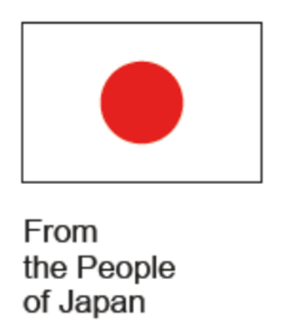 From
the People
of Japan